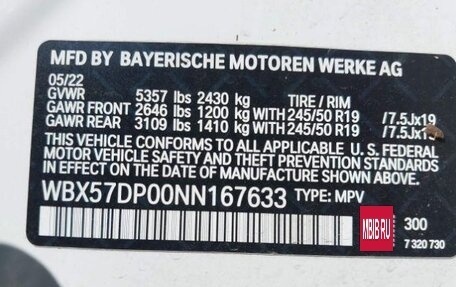 MFD BY BAYERISCHE MOTOREN WERKE AG
05/22
GVWR 5357 lbs 2430 kg TIRE / RIM
GAWR FRONT 2646 lbs 1200 kg WITH 245/50 R19 /7.5Jx19
GAWR REAR 3109 lbs 1410 kg WITH 245/50 R19 /7.5Jx19
THIS VEHICLE CONFORMS TO ALL APPLICABLE U. S. FEDERAL
MOTOR VEHICLE SAFETY AND THEFT PREVENTION STANDARDS
IN EFFECT ON THE DATE OF MANUFACTURE SHOWN ABOVE.
WBX57DP00NN167633 TYPE: MPV
300
7 320 730
MBIB.RU